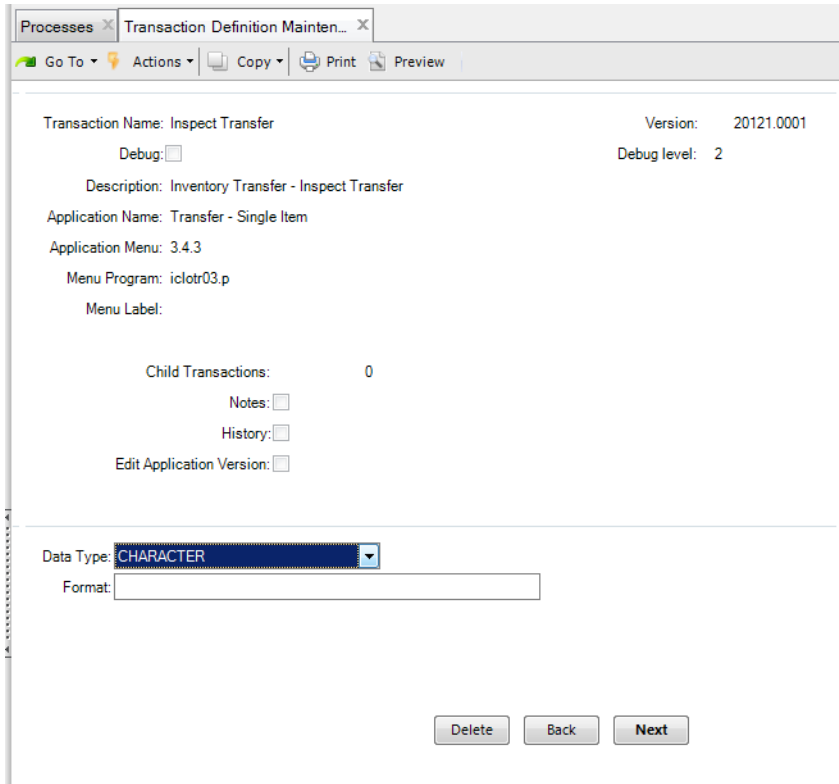 Processes Transaction Definition Mainten...
Go To Actions Copy Print Preview
Transaction Name: Inspect Transfer Version: 20121.0001
Debug: Debug level: 2
Description: Inventory Transfer - Inspect Transfer
Application Name: Transfer - Single Item
Application Menu: 3.4.3
Menu Program: iclotr03.p
Menu Label:
Child Transactions: 0
Notes:
History:
Edit Application Version:
Data Type: CHARACTER
Format:
Delete Back Next